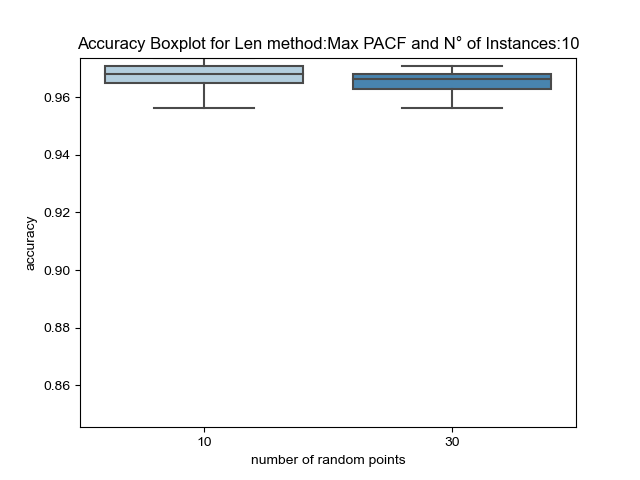 Accuracy Boxplot for Len method:Max PACF and N° of Instances:10
0.96
0.94
0.92
0.90
0.88
0.86
accuracy
10 30
number of random points